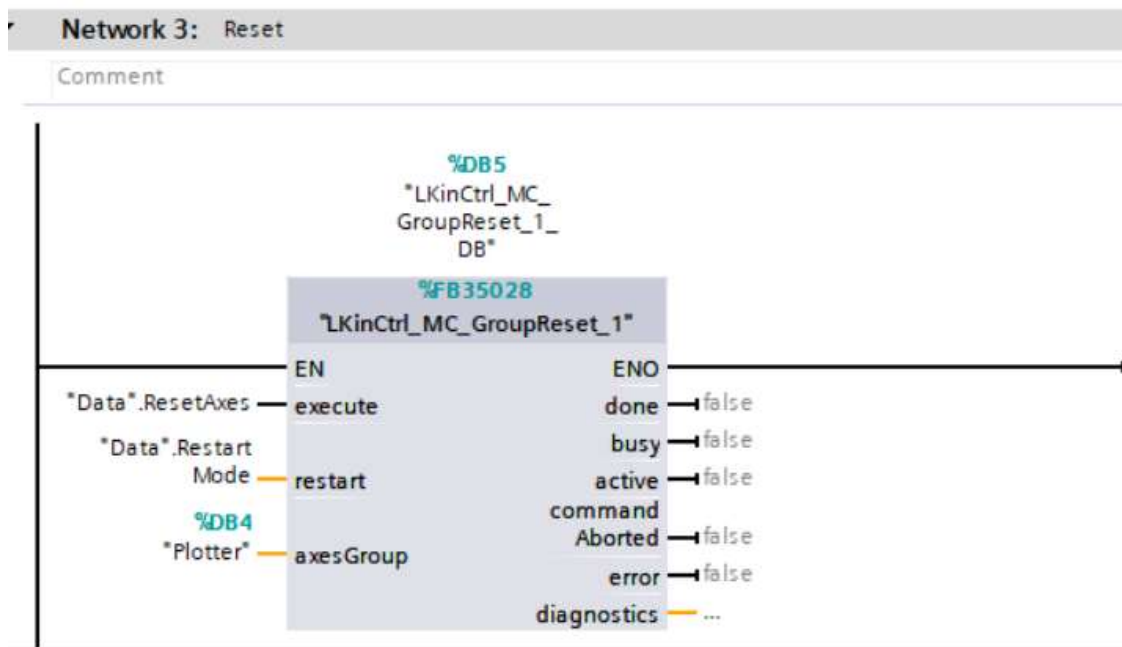 Network 3: Reset
Comment
%DB5
"LKinCtrl_MC_
GroupReset_1_
DB"
%FB35028
"LKinCtrl_MC_GroupReset_1"
EN ENO
"Data".ResetAxes execute done false
"Data".Restart
Mode restart
busy false
active false
%DB4
"Plotter" axesGroup
command
Aborted false
error false
diagnostics ...